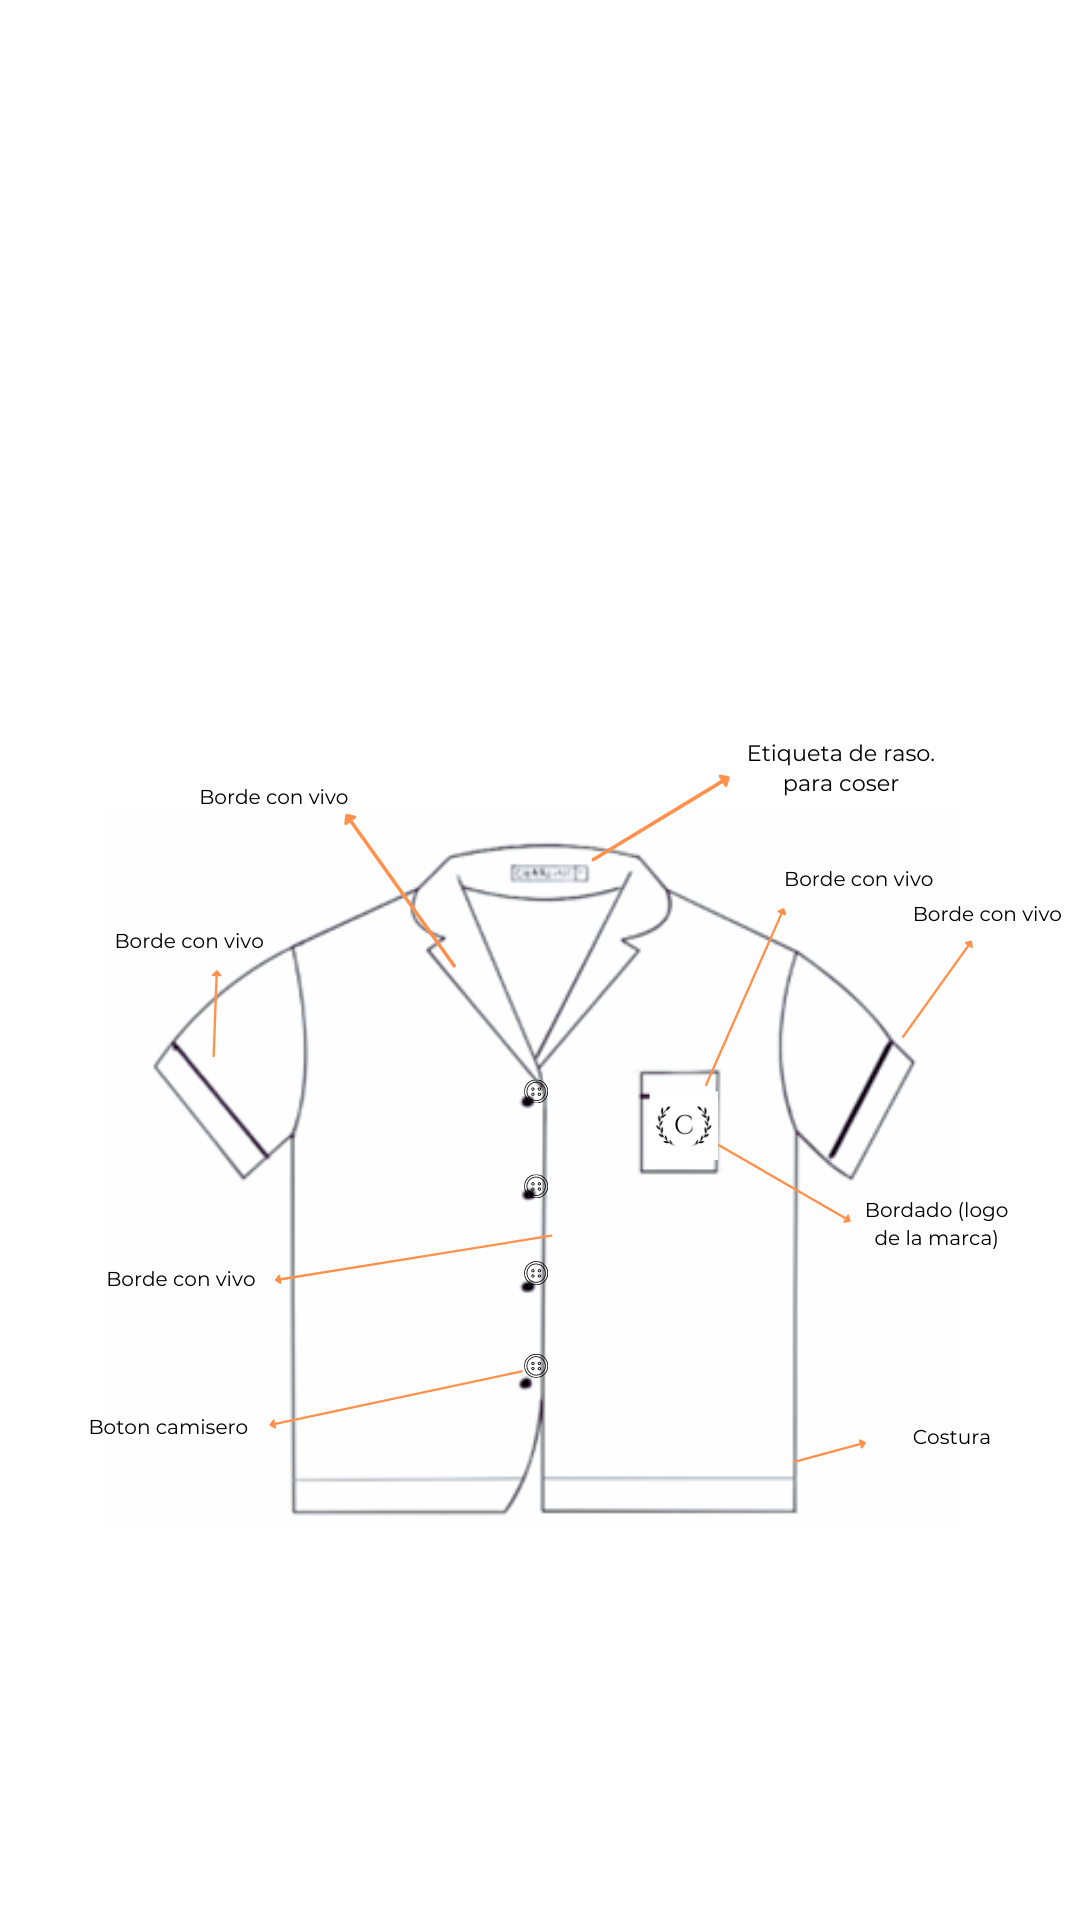 Etiqueta de raso.
para coser
Borde con vivo
Borde con vivo
Borde con vivo
Borde con vivo
C
Bordado (logo
de la marca)
Borde con vivo
Boton camisero
Costura